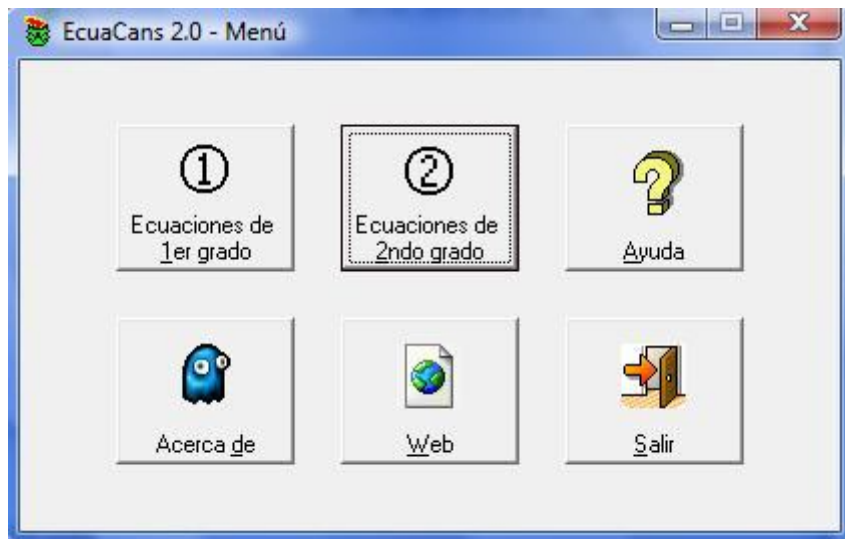 EcuaCans 2.0 - Menú
①
Ecuaciones de
1er grado
②
Ecuaciones de
2ndo grado
Ayuda
Acerca de
Web
Salir